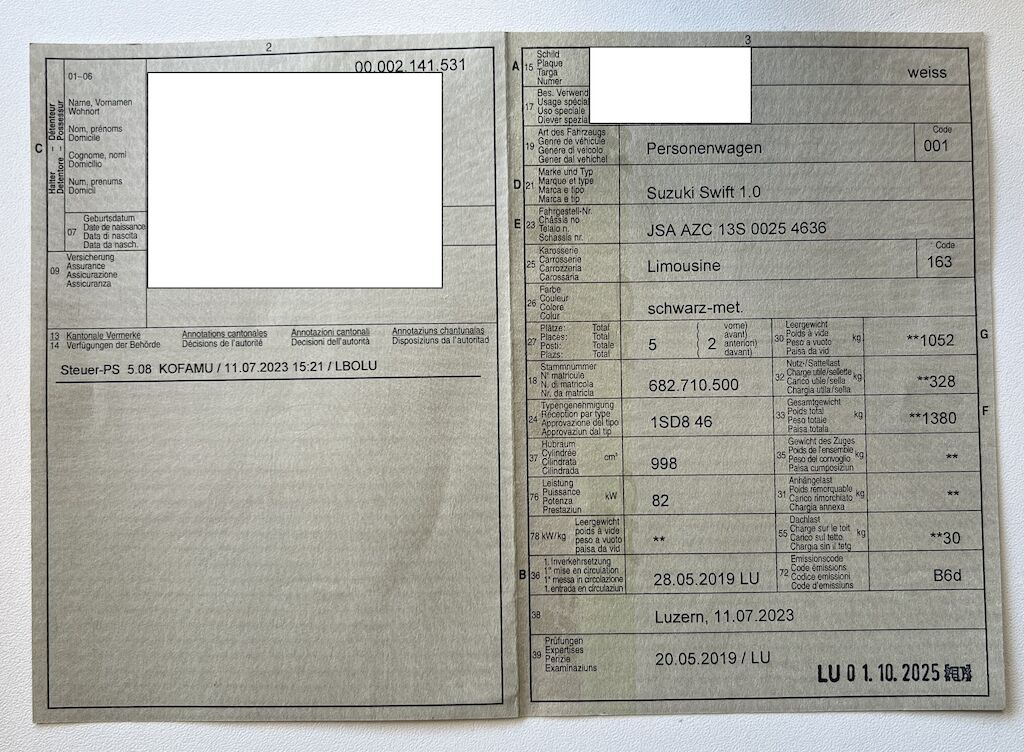 2
00.002.141.531
01–06
Name, Vornamen
Wohnort
Nom, prénoms
Domicile
Cognome, nomi
Domicilio
Num, prenums
Domicil
C
Halter – Détenteur
Detentore – Possessur
07
Geburtsdatum
Date de naissance
Data di nascita
Data da nasch.
09
Versicherung
Assurance
Assicurazione
Assicuranza
13 Kantonale Vermerke
14 Verfügungen der Behörde
Annotations cantonales
Décisions de l'autorité
Annotazioni cantonali
Decisioni dell'autorità
Annotaziuns chantunalas
Disposiziuns da l'autoritad
Steuer-PS 5.08 KOFAMU / 11.07.2023 15:21 / LBOLU
3
A 15
Schild
Plaque
Targa
Numer
weiss
17
Bes. Verwend
Usage spécial
Uso speciale
Diever spezia
19
Art des Fahrzeugs
Genre de véhicule
Genere di veicolo
Gener dal vehichel
Personenwagen
Code
001
D 21
Marke und Typ
Marque et type
Marca e tipo
Marca e tip
Suzuki Swift 1.0
E 23
Fahrgestell-Nr.
Châssis no
Telaio n.
Schassis nr.
JSA AZC 13S 0025 4636
25
Karosserie
Carrosserie
Carrozzeria
Carossaria
Limousine
Code
163
26
Farbe
Couleur
Colore
Colur
schwarz-met.
27
Plätze: Total
Places: Total
Posti: Totale
Plazs: Total
5
( vorne)
( avant)
( anterion)
( davant)
2
30
Leergewicht
Poids à vide
Peso a vuoto
Paisa da vid
kg
**1052
G
18
Stammnummer
N° matricule
N. di matricola
Nr. da matricla
682.710.500
32
Nutz-/Sattellast
Charge utile/sellette
Carico utile/sella
Chargia utila/sella
kg
**328
24
Typengenehmigung
Réception par type
Approvazione del tipo
Approvaziun dal tip
1SD8 46
33
Gesamtgewicht
Poids total
Peso totale
Paisa totala
kg
**1380
F
37
Hubraum
Cylindrée
Cilindrata
Cilindrada
cm³
998
35
Gewicht des Zuges
Poids de l'ensemble
Peso del convoglio
Paisa cumposiziun
kg
**
76
Leistung
Puissance
Potenza
Prestaziun
kW
82
31
Anhängelast
Poids remorquable
Carico rimorchiato
Chargia annexa
kg
**
78 kW/kg
Leergewicht
poids à vide
peso a vuoto
paisa da vid
**
55
Dachlast
Charge sur le toit
Carico sul tetto
Chargia sin il tetg
kg
**30
B 36
1. Inverkehrsetzung
1re mise en circulation
1a messa in circolazione
1. entrada en circulaziun
28.05.2019 LU
72
Emissionscode
Code émissions
Codice emissioni
Code d'emissiuns
B6d
38
Luzern, 11.07.2023
39
Prüfungen
Expertises
Perizie
Examinaziuns
20.05.2019 / LU
LU 0 1. 10. 2025